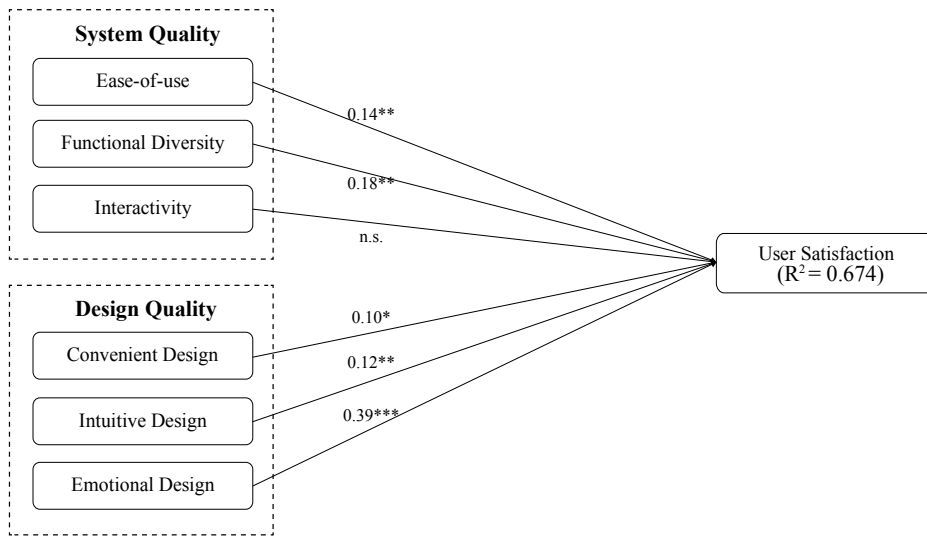 System Quality
Ease-of-use
0.14**
Functional Diversity
0.18**
Interactivity
n.s.
User Satisfaction
(R² = 0.674)
Design Quality
0.10*
Convenient Design
0.12**
Intuitive Design
0.39***
Emotional Design